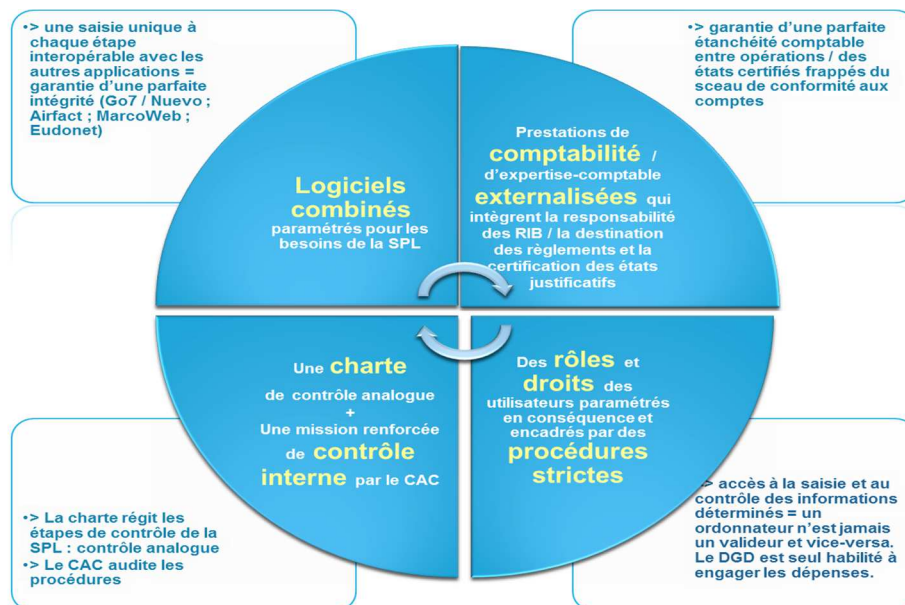 •> une saisie unique à
chaque étape
interopérable avec les
autres applications =
garantie d'une parfaite
intégrité (Go7 / Nuevo ;
Airfact ; MarcoWeb ;
Eudonet)
•> garantie d'une parfaite
étanchéité comptable
entre opérations / des
états certifiés frappés du
sceau de conformité aux
comptes
Logiciels
combinés
paramétrés pour les
besoins de la SPL
Prestations de
comptabilité /
d'expertise-comptable
externalisées qui
intègrent la responsabilité
des RIB / la destination
des règlements et la
certification des états
justificatifs
Une charte
de contrôle analogue
+
Une mission renforcée
de contrôle
interne par le CAC
Des rôles et
droits des
utilisateurs paramétrés
en conséquence et
encadrés par des
procédures
strictes
•> La charte régit les
étapes de contrôle de la
SPL : contrôle analogue
•> Le CAC audite les
procédures
> accès à la saisie et au
contrôle des informations
déterminés = un
ordonnateur n'est jamais
un valideur et vice-versa.
Le DGD est seul habilité à
engager les dépenses.